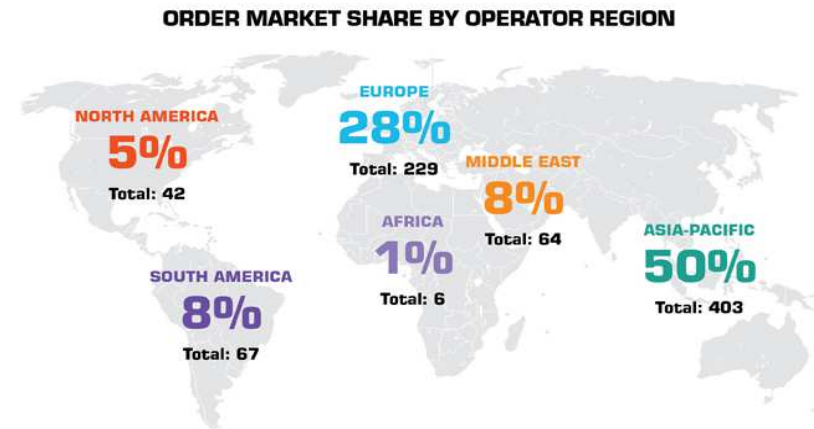 ORDER MARKET SHARE BY OPERATOR REGION
NORTH AMERICA
5%
Total: 42
EUROPE
28%
Total: 229
MIDDLE EAST
8%
Total: 64
AFRICA
1%
Total: 6
ASIA-PACIFIC
50%
Total: 403
SOUTH AMERICA
8%
Total: 67